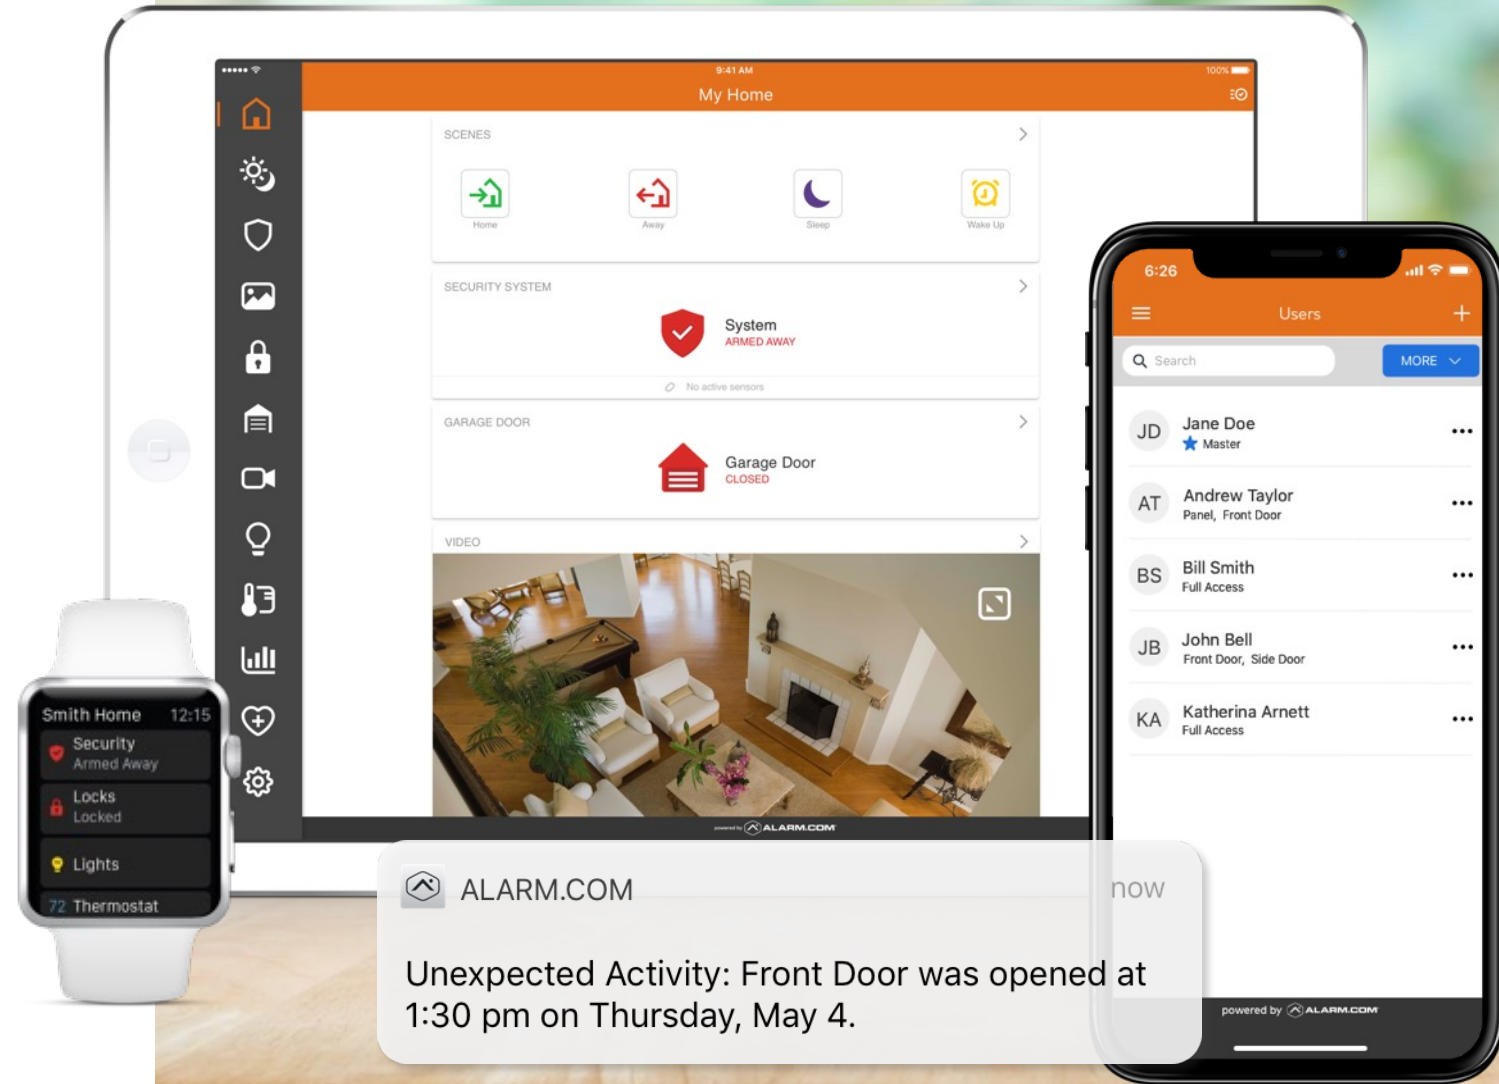 9:41 AM
100%
My Home
SCENES
Home
Away
Sleep
Wake Up
SECURITY SYSTEM
System
ARMED AWAY
No active sensors
GARAGE DOOR
Garage Door
CLOSED
VIDEO
powered by ALARM.COM
Smith Home 12:15
Security
Armed Away
Locks
Locked
Lights
72 Thermostat
6:26
Users
Search
MORE
JD Jane Doe
Master
AT Andrew Taylor
Panel, Front Door
BS Bill Smith
Full Access
JB John Bell
Front Door, Side Door
KA Katherina Arnett
Full Access
powered by ALARM.COM
ALARM.COM now
Unexpected Activity: Front Door was opened at
1:30 pm on Thursday, May 4.